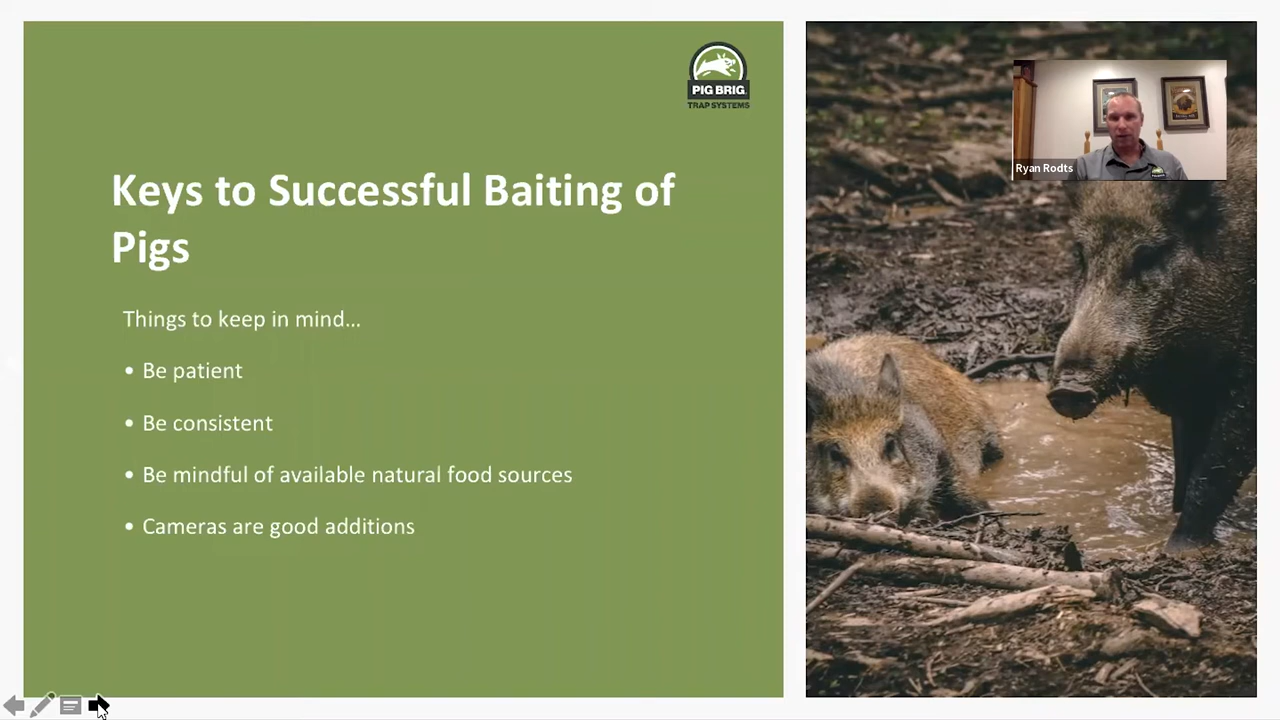 PIG BRIG
TRAP SYSTEMS
Ryan Rodts
Keys to Successful Baiting of
Pigs
Things to keep in mind...
• Be patient
• Be consistent
• Be mindful of available natural food sources
• Cameras are good additions